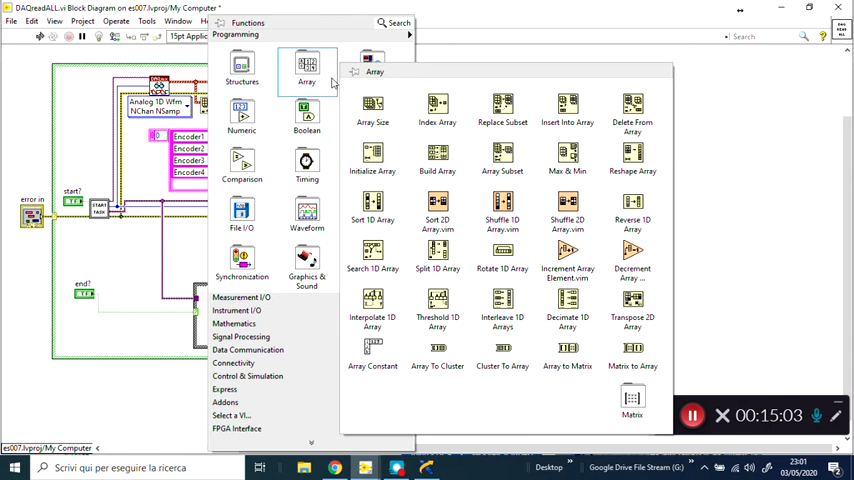 DAQreadALL.vi Block Diagram on es007.lvproj/My Computer *
File Edit View Project Operate Tools Window
15pt Applic
Search
?
Functions
Search
Programming
Structures
Array
Numeric
Boolean
Comparison
Timing
File I/O
Waveform
Synchronization
Graphics & Sound
Measurement I/O
Instrument I/O
Mathematics
Signal Processing
Data Communication
Connectivity
Control & Simulation
Express
Addons
Select a VI...
FPGA Interface
Array
Array Size
Index Array
Replace Subset
Insert Into Array
Delete From Array
Initialize Array
Build Array
Array Subset
Max & Min
Reshape Array
Sort 1D Array
Sort 2D Array.vim
Shuffle 1D Array.vim
Shuffle 2D Array.vim
Reverse 1D Array
Search 1D Array
Split 1D Array
Rotate 1D Array
Increment Array Element.vim
Decrement Array ...
Interpolate 1D Array
Threshold 1D Array
Interleave 1D Arrays
Decimate 1D Array
Transpose 2D Array
Array Constant
Array To Cluster
Cluster To Array
Array to Matrix
Matrix to Array
Matrix
Analog 1D Wfm
NChan NSamp
0
Encoder1
Encoder2
Encoder3
Encoder4
start?
TF
error in
START
TASK
end?
TF
00:15:03
es007.lvproj/My Computer
Scrivi qui per eseguire la ricerca
Desktop
Google Drive File Stream (G:)
23:01
03/05/2020
2